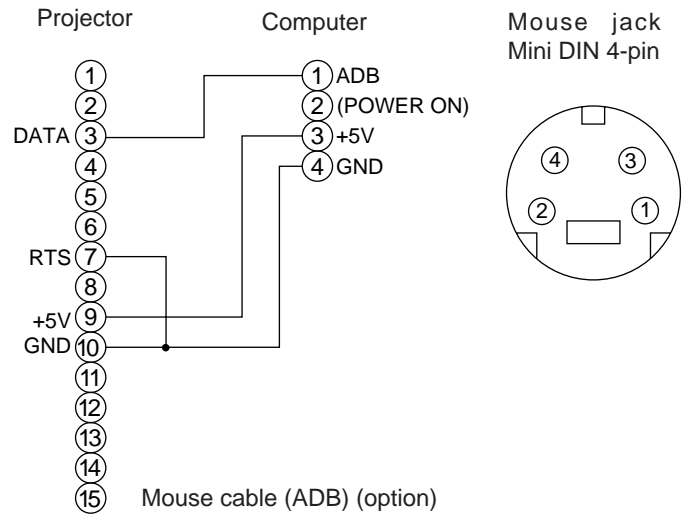 Projector
Computer
Mouse jack
Mini DIN 4-pin
1
2
DATA 3
4
5
6
RTS 7
8
+5V 9
GND 10
11
12
13
14
15
1 ADB
2 (POWER ON)
3 +5V
4 GND
4 3
2 1
Mouse cable (ADB) (option)